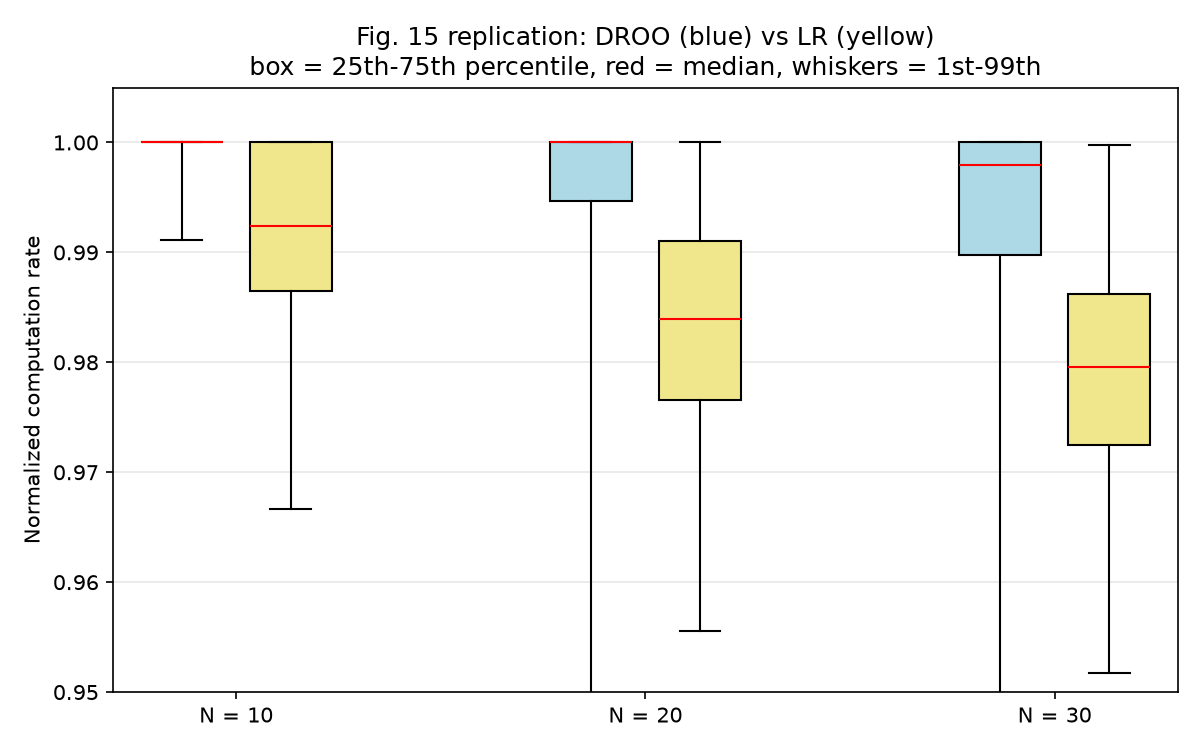 Fig. 15 replication: DROO (blue) vs LR (yellow)
box = 25th-75th percentile, red = median, whiskers = 1st-99th
Normalized computation rate
1.00
0.99
0.98
0.97
0.96
0.95
N = 10
N = 20
N = 30